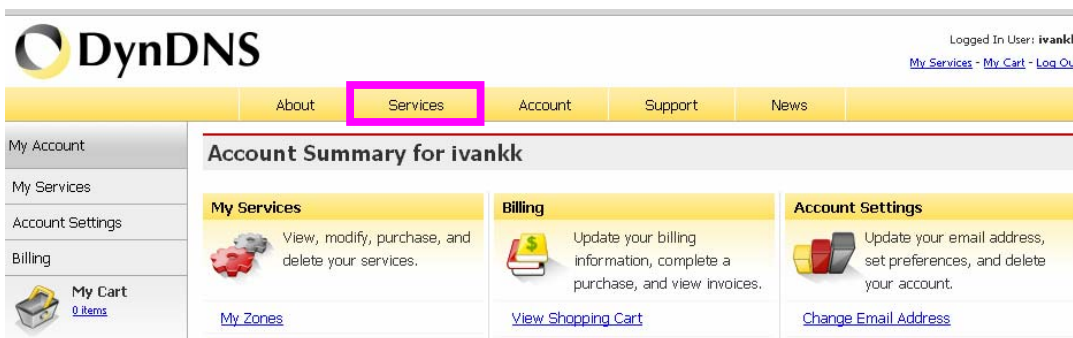 DynDNS
Logged In User: ivankk
My Services - My Cart - Log Ou
About Services Account Support News
My Account
My Services
Account Settings
Billing
My Cart
0 items
Account Summary for ivankk
My Services
View, modify, purchase, and
delete your services.
My Zones
Billing
Update your billing
information, complete a
purchase, and view invoices.
View Shopping Cart
Account Settings
Update your email address,
set preferences, and delete
your account.
Change Email Address